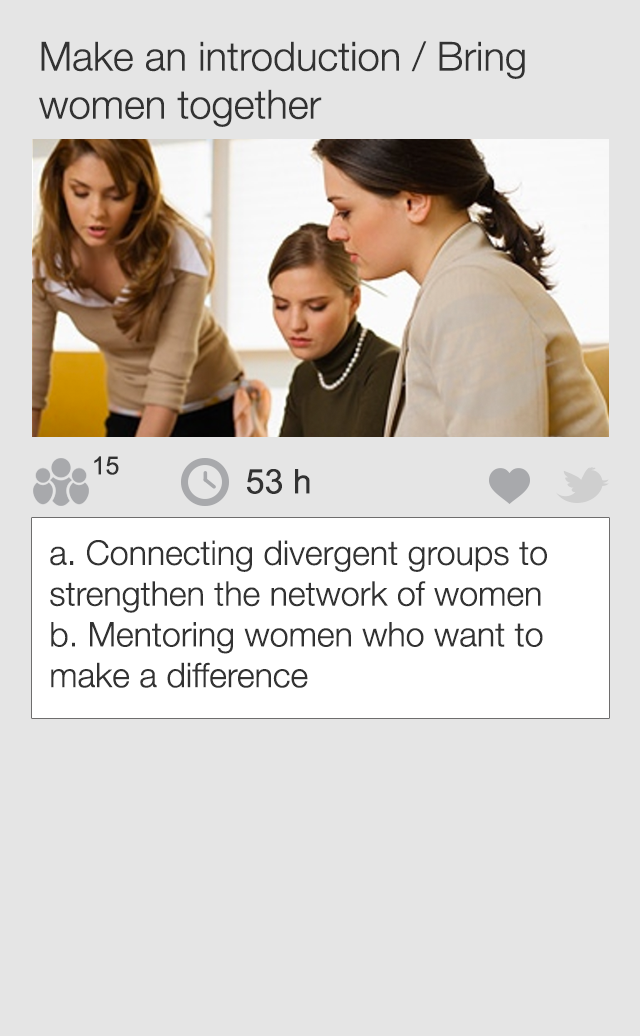 Make an introduction / Bring
women together
15
53 h
a. Connecting divergent groups to
strengthen the network of women
b. Mentoring women who want to
make a difference